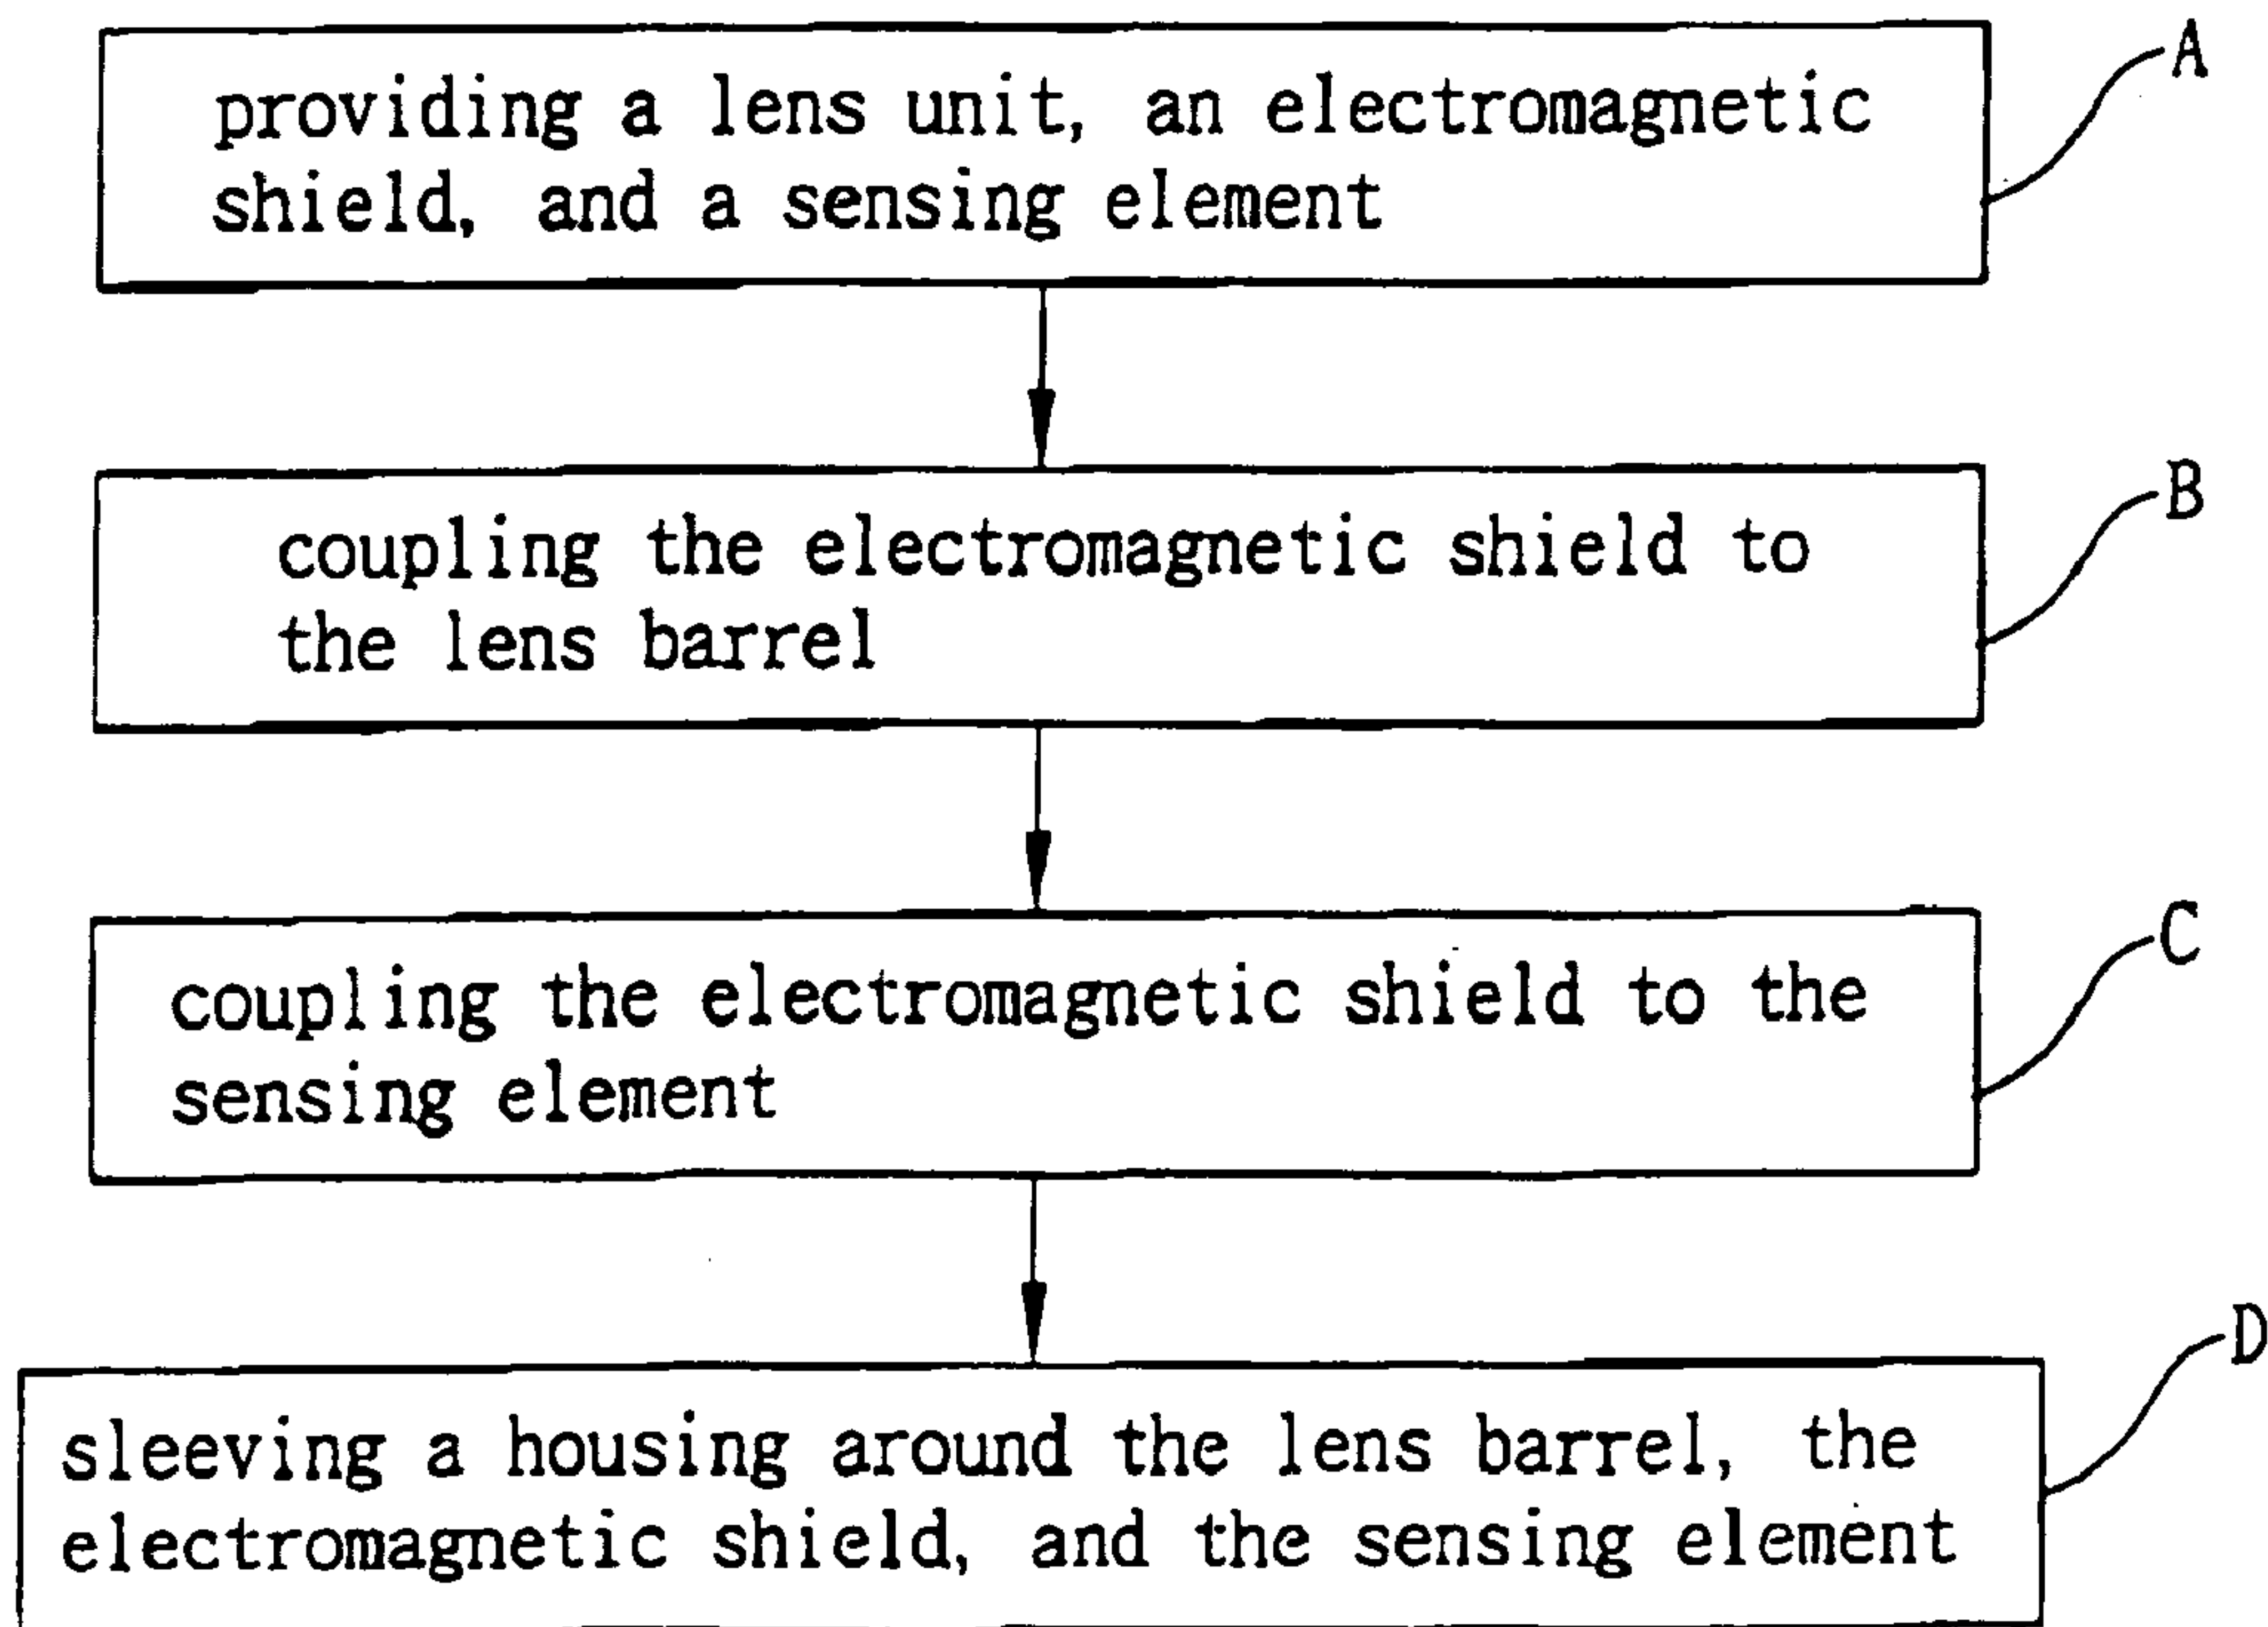 providing a lens unit, an electromagnetic
shield, and a sensing element
A
coupling the electromagnetic shield to
the lens barrel
B
coupling the electromagnetic shield to the
sensing element
C
sleeving a housing around the lens barrel, the
electromagnetic shield, and the sensing element
D